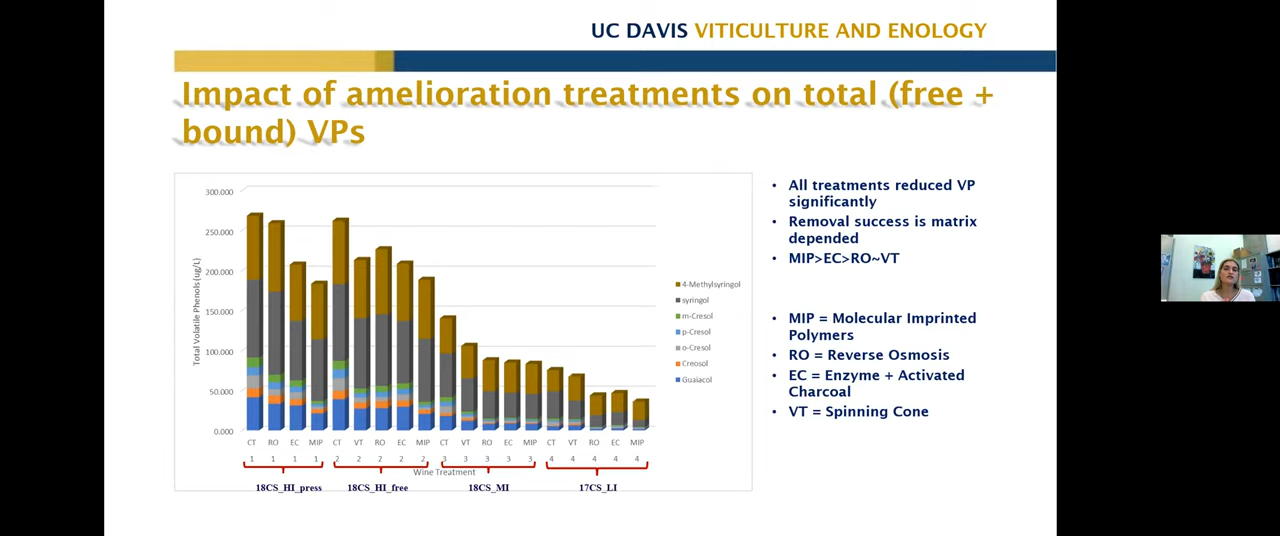 UC DAVIS VITICULTURE AND ENOLOGY
Impact of amelioration treatments on total (free +
bound) VPs
300.000
250.000
200.000
150.000
100.000
50.000
0.000
Total Volatile Phenols (ug/L)
CT RO EC MIP CT VT RO EC MIP CT VT RO EC MIP CT VT RO EC MIP
1 1 1 1 2 2 2 2 2 3 3 3 3 3 4 4 4 4 4
Wine Treatment
18CS_HI_press 18CS_HI_free 18CS_MI 17CS_LI
4-Methylsyringol
syringol
m-Cresol
p-Cresol
o-Cresol
Creosol
Guaiacol
• All treatments reduced VP
significantly
• Removal success is matrix
depended
• MIP>EC>RO~VT
• MIP = Molecular Imprinted
Polymers
• RO = Reverse Osmosis
• EC = Enzyme + Activated
Charcoal
• VT = Spinning Cone